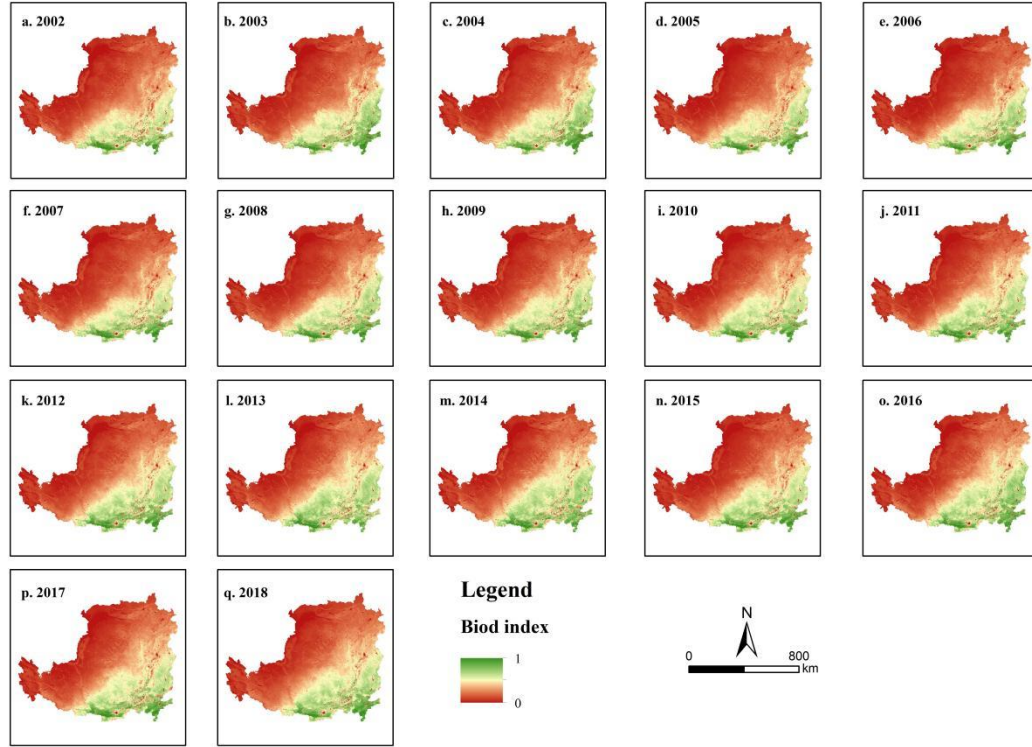 a. 2002
b. 2003
c. 2004
d. 2005
e. 2006
f. 2007
g. 2008
h. 2009
i. 2010
j. 2011
k. 2012
l. 2013
m. 2014
n. 2015
o. 2016
p. 2017
q. 2018
Legend
Biod index
1
0
N
0 800
km